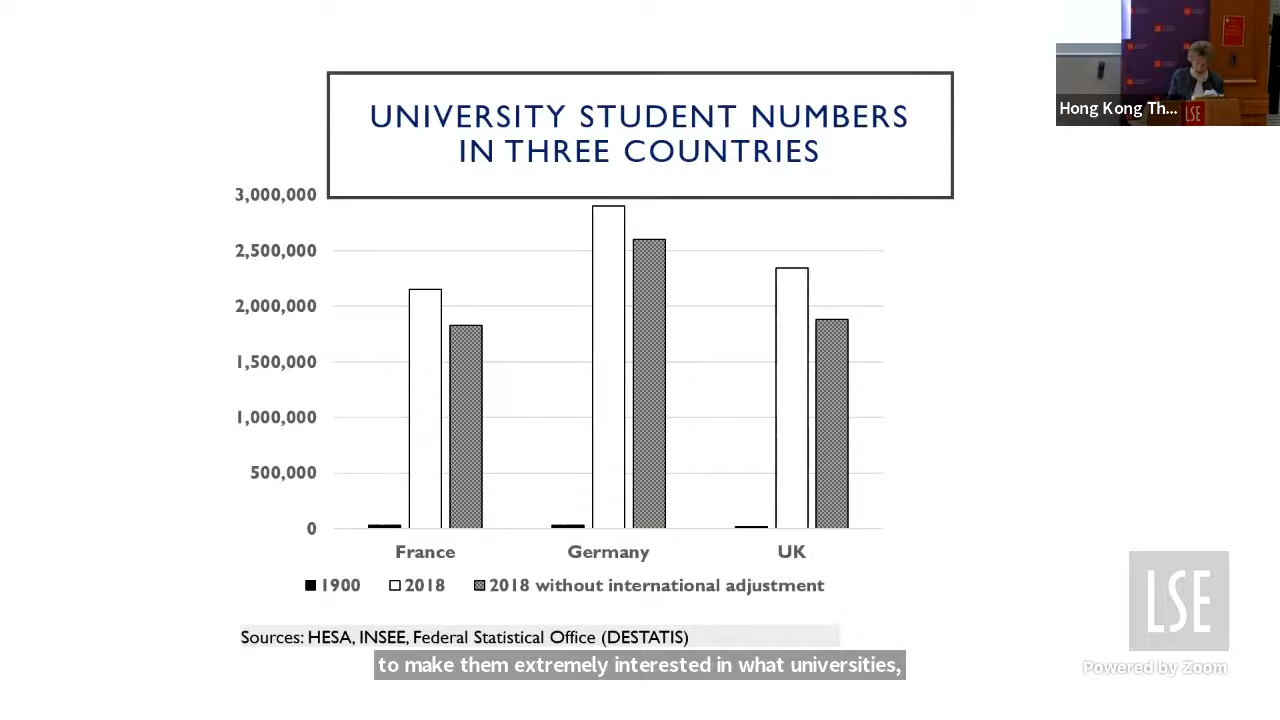 Hong Kong Th...
LSE
UNIVERSITY STUDENT NUMBERS
IN THREE COUNTRIES
3,000,000
2,500,000
2,000,000
1,500,000
1,000,000
500,000
0
France Germany UK
1900 2018 2018 without international adjustment
Sources: HESA, INSEE, Federal Statistical Office (DESTATIS)
to make them extremely interested in what universities,
LSE
Powered by Zoom